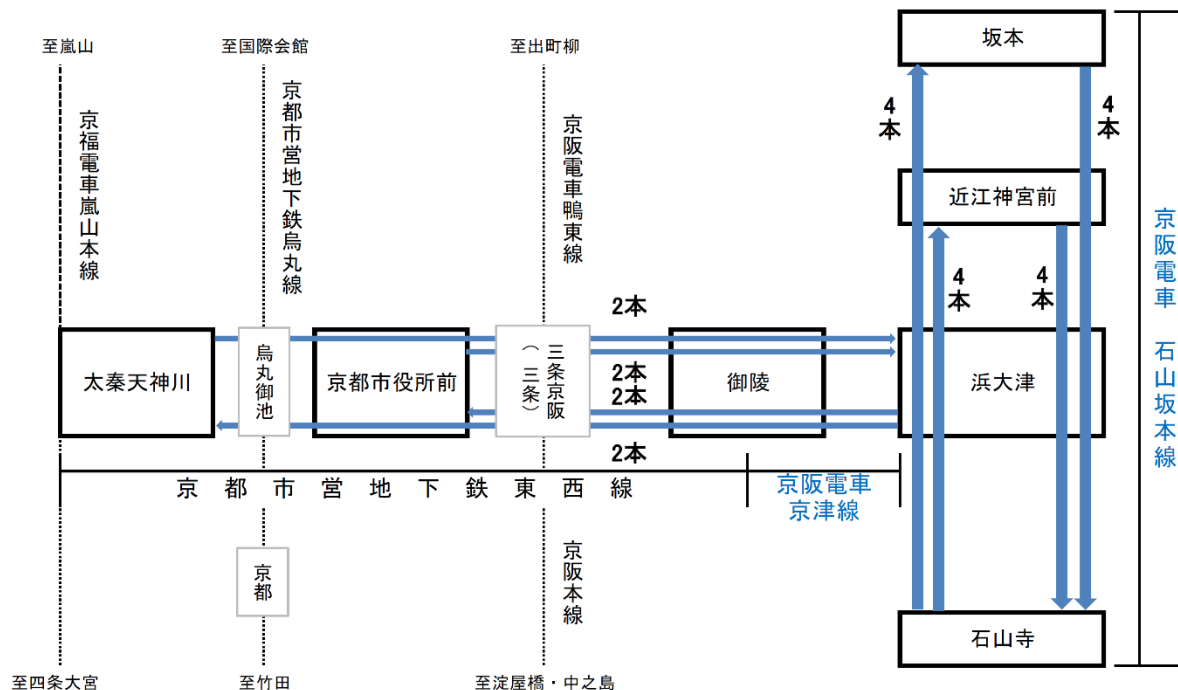 坂本
至嵐山
至国際会館
至出町柳
京福電車嵐山本線
京都市営地下鉄烏丸線
京阪電車鴨東線
4本
4本
近江神宮前
4本
4本
京阪電車 石山坂本線
2本
太秦天神川
烏丸御池
京都市役所前
三条京阪
(三条)
2本
2本
御陵
浜大津
2本
京都市営地下鉄東西線
京阪電車
京津線
京都
京阪本線
石山寺
至四条大宮
至竹田
至淀屋橋・中之島